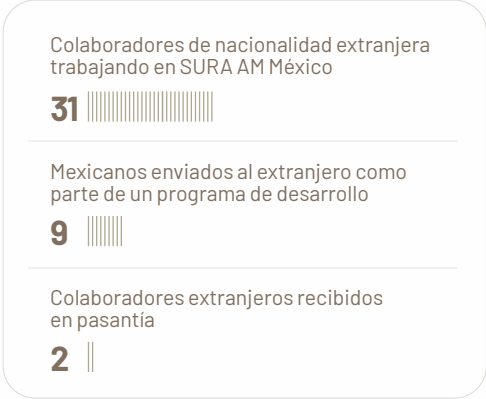 Colaboradores de nacionalidad extranjera
trabajando en SURA AM México
31
Mexicanos enviados al extranjero como
parte de un programa de desarrollo
9
Colaboradores extranjeros recibidos
en pasantía
2